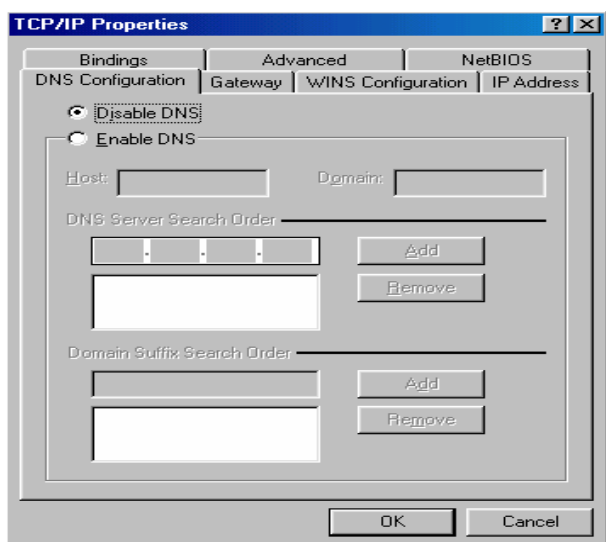 TCP/IP Properties
Bindings Advanced NetBIOS
DNS Configuration Gateway WINS Configuration IP Address
Disable DNS
Enable DNS
Host: Domain:
DNS Server Search Order
Add
Remove
Domain Suffix Search Order
Add
Remove
OK Cancel